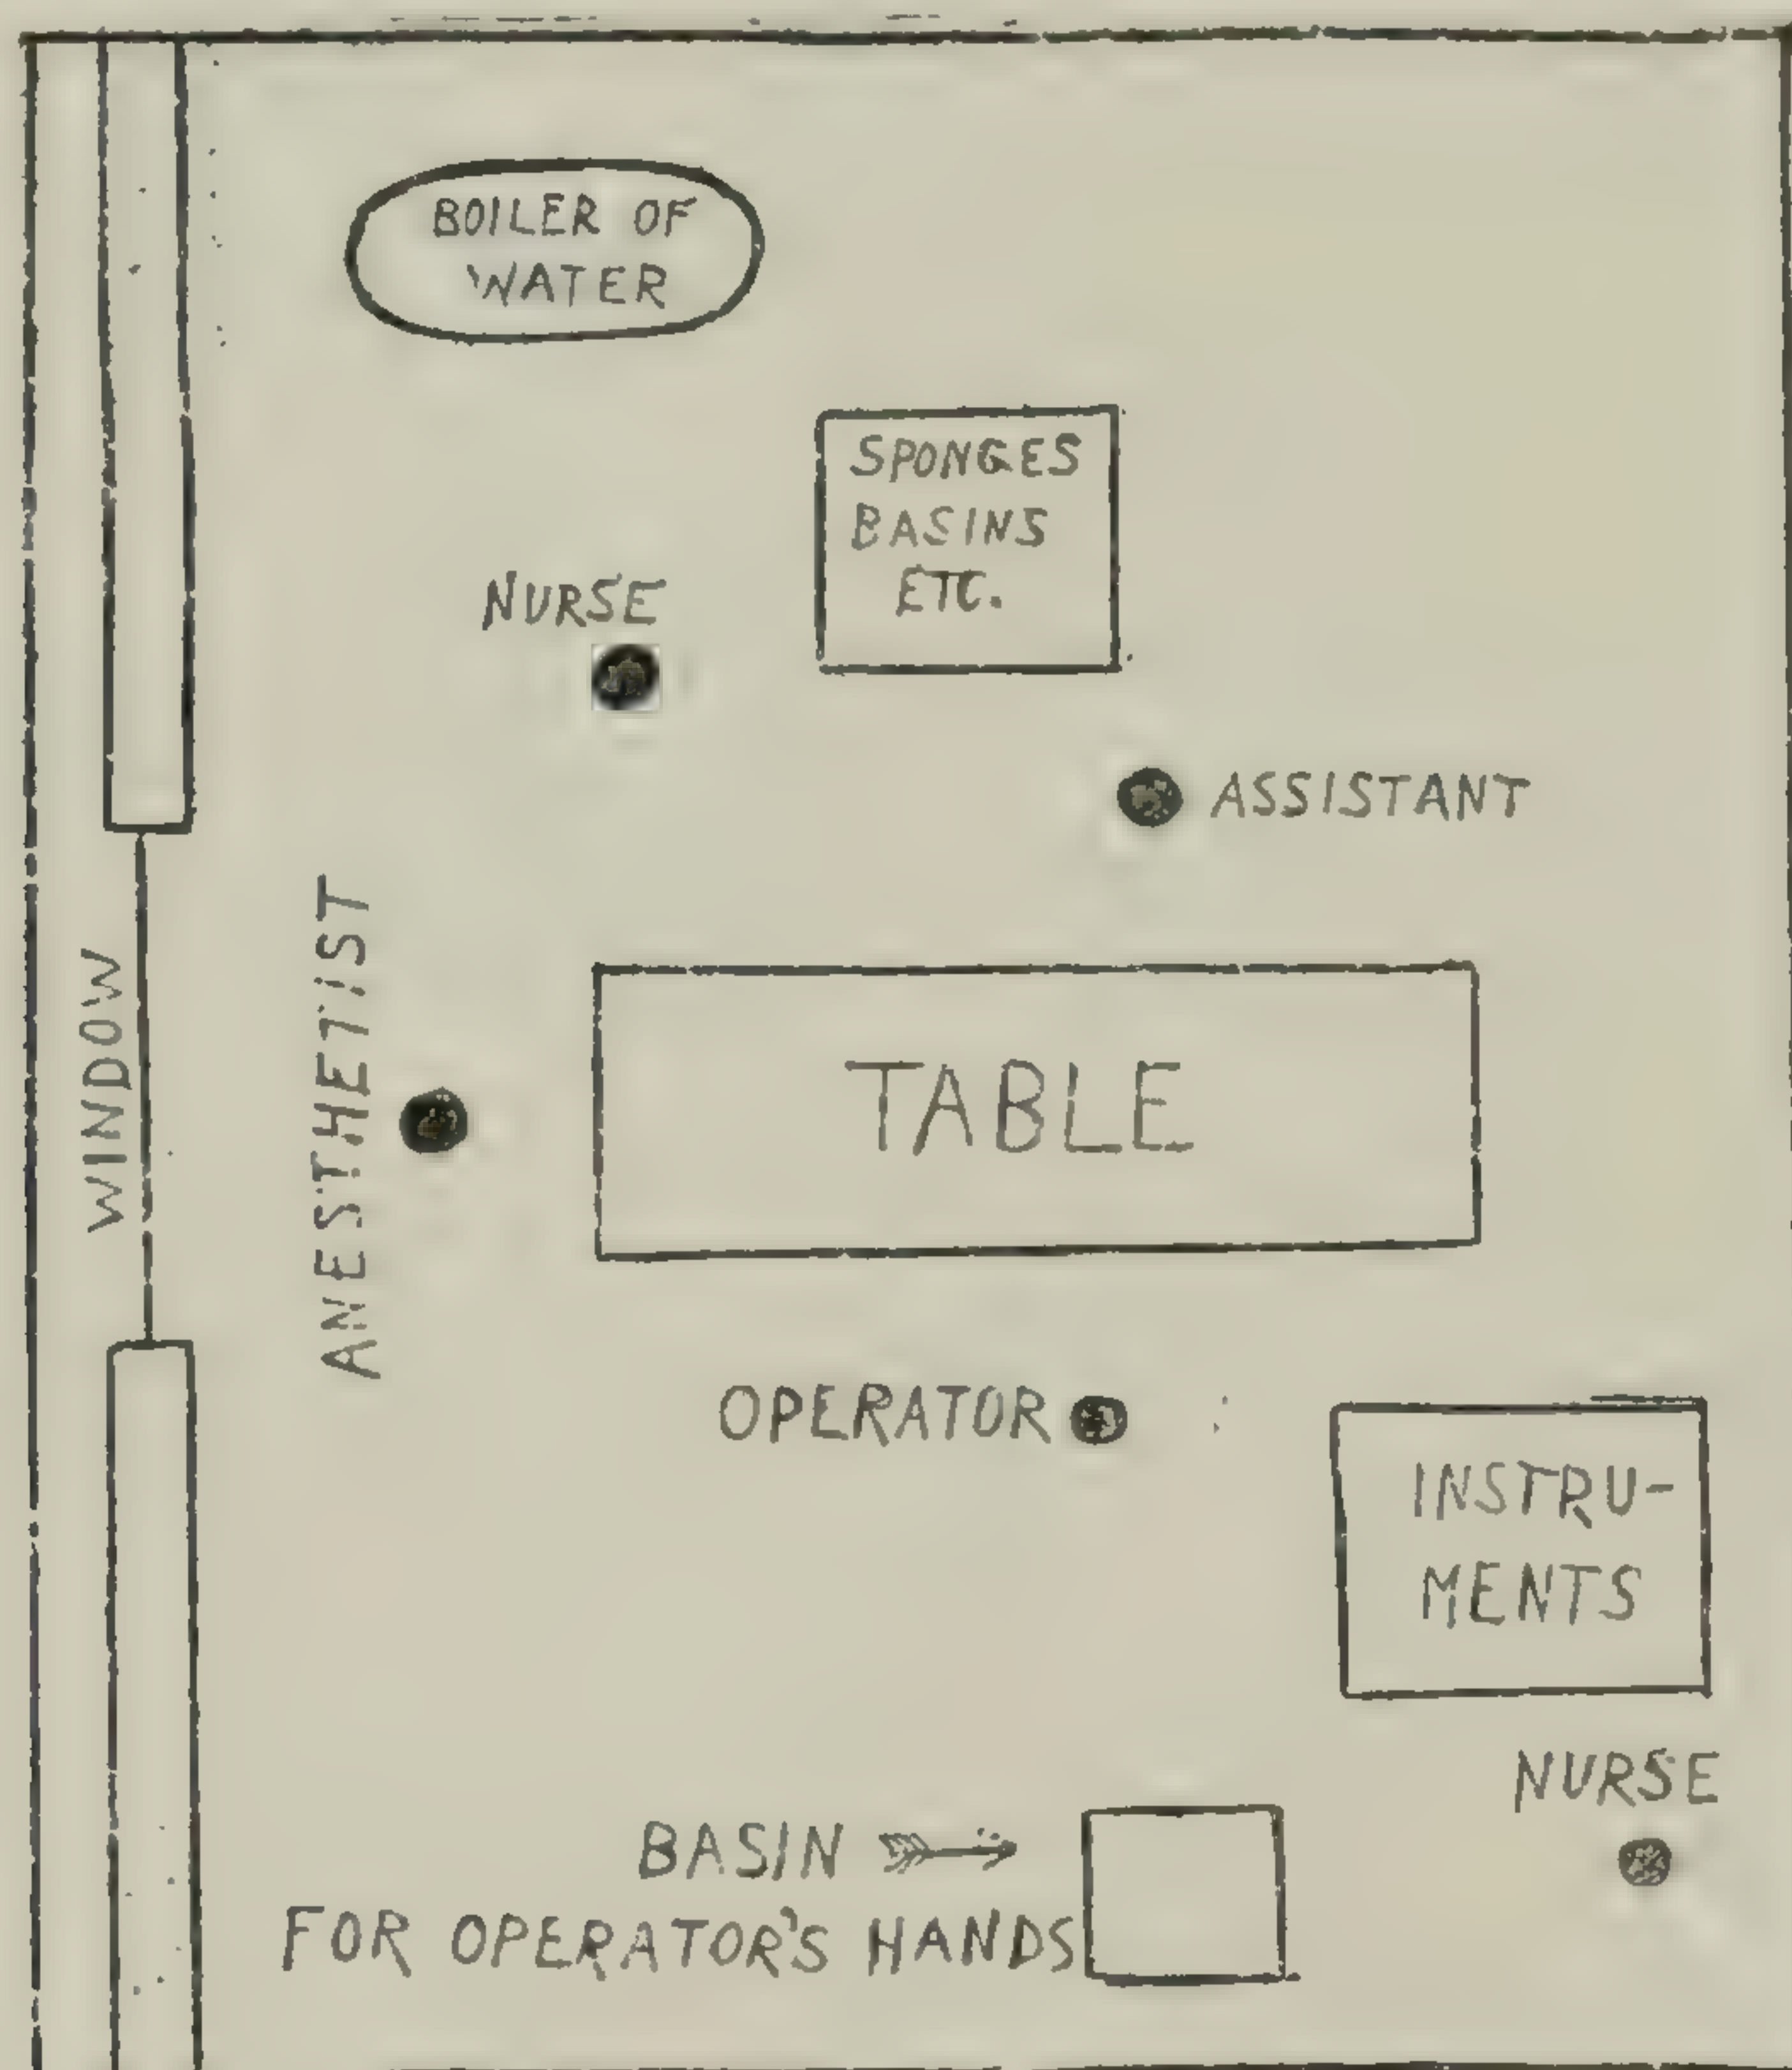 BOILER OF
WATER
SPONGES
BASINS
ETC.
NURSE
ASSISTANT
WINDOW
ANESTHETIST
TABLE
OPERATOR
INSTRU-
MENTS
NURSE
BASIN
FOR OPERATOR'S HANDS